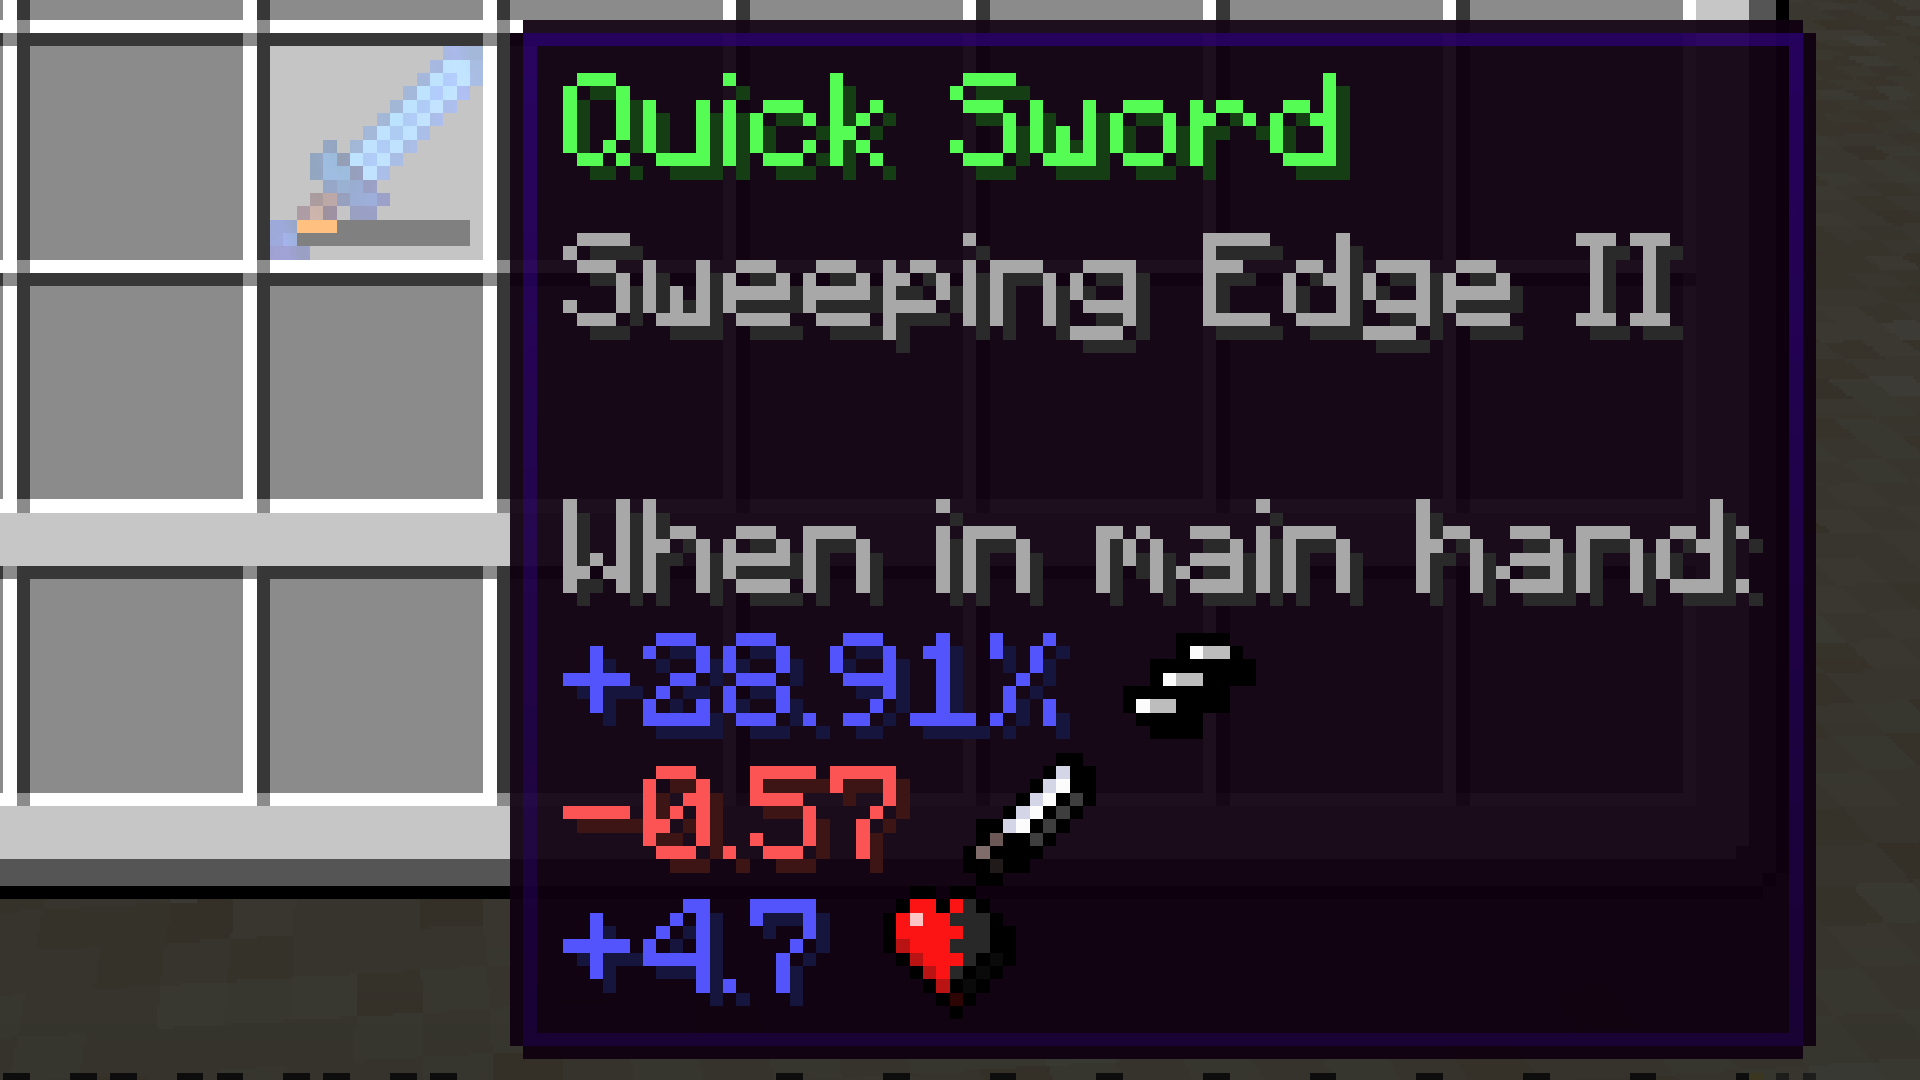 Quick Sword
Sweeping Edge II
When in main hand:
+28.91%
-0.57
+4.7